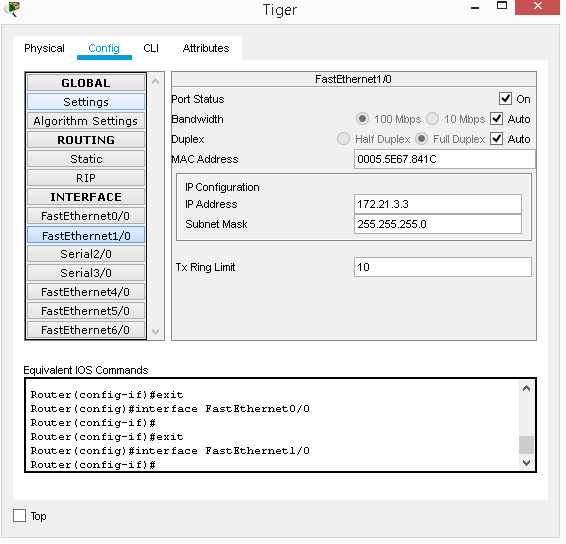 Tiger
Physical Config CLI Attributes
GLOBAL
Settings
Algorithm Settings
ROUTING
Static
RIP
INTERFACE
FastEthernet0/0
FastEthernet1/0
Serial2/0
Serial3/0
FastEthernet4/0
FastEthernet5/0
FastEthernet6/0
FastEthernet1/0
Port Status On
Bandwidth 100 Mbps 10 Mbps Auto
Duplex Half Duplex Full Duplex Auto
MAC Address 0005.5E67.841C
IP Configuration
IP Address 172.21.3.3
Subnet Mask 255.255.255.0
Tx Ring Limit 10
Equivalent IOS Commands
Router(config-if)#exit
Router(config)#interface FastEthernet0/0
Router(config-if)#
Router(config-if)#exit
Router(config)#interface FastEthernet1/0
Router(config-if)#
Top